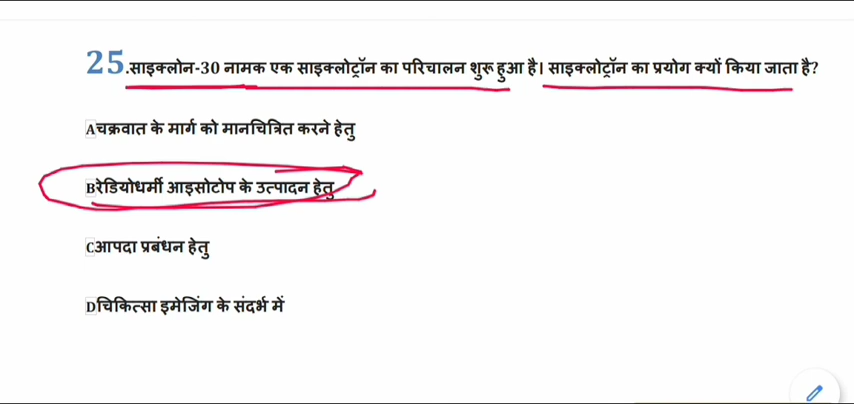 25.साइक्लोन-30 नामक एक साइक्लोट्रॉन का परिचालन शुरू हुआ है। साइक्लोट्रॉन का प्रयोग क्यों किया जाता है?
Aचक्रवात के मार्ग को मानचित्रित करने हेतु
Bरेडियोधर्मी आइसोटोप के उत्पादन हेतु
Cआपदा प्रबंधन हेतु
Dचिकित्सा इमेजिंग के संदर्भ में